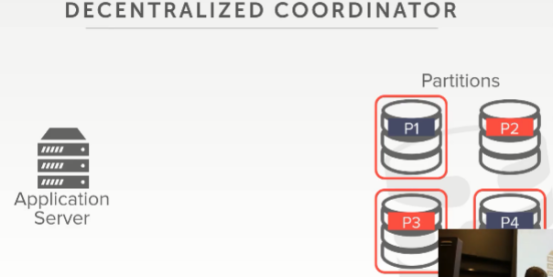 DECENTRALIZED COORDINATOR
Partitions
P1
P2
Application
Server
P3
P4